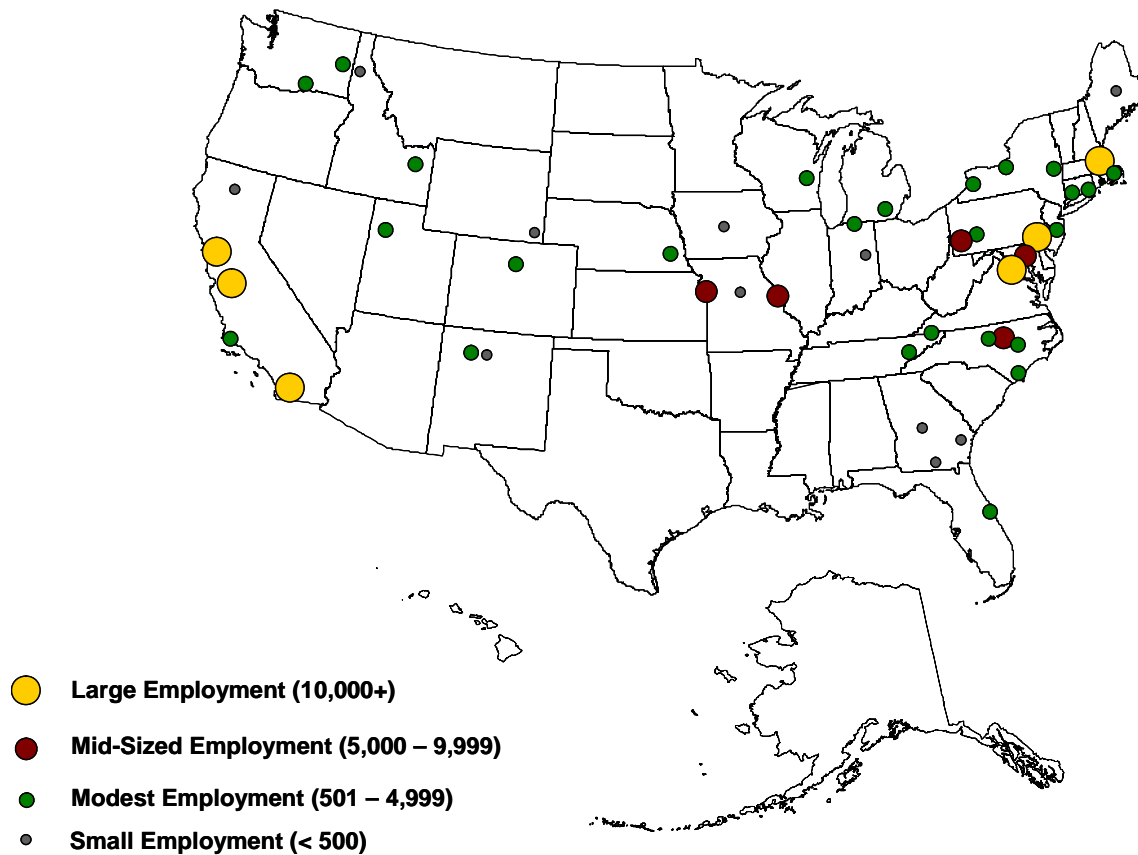 Large Employment (10,000+)
Mid-Sized Employment (5,000 – 9,999)
Modest Employment (501 – 4,999)
Small Employment (< 500)